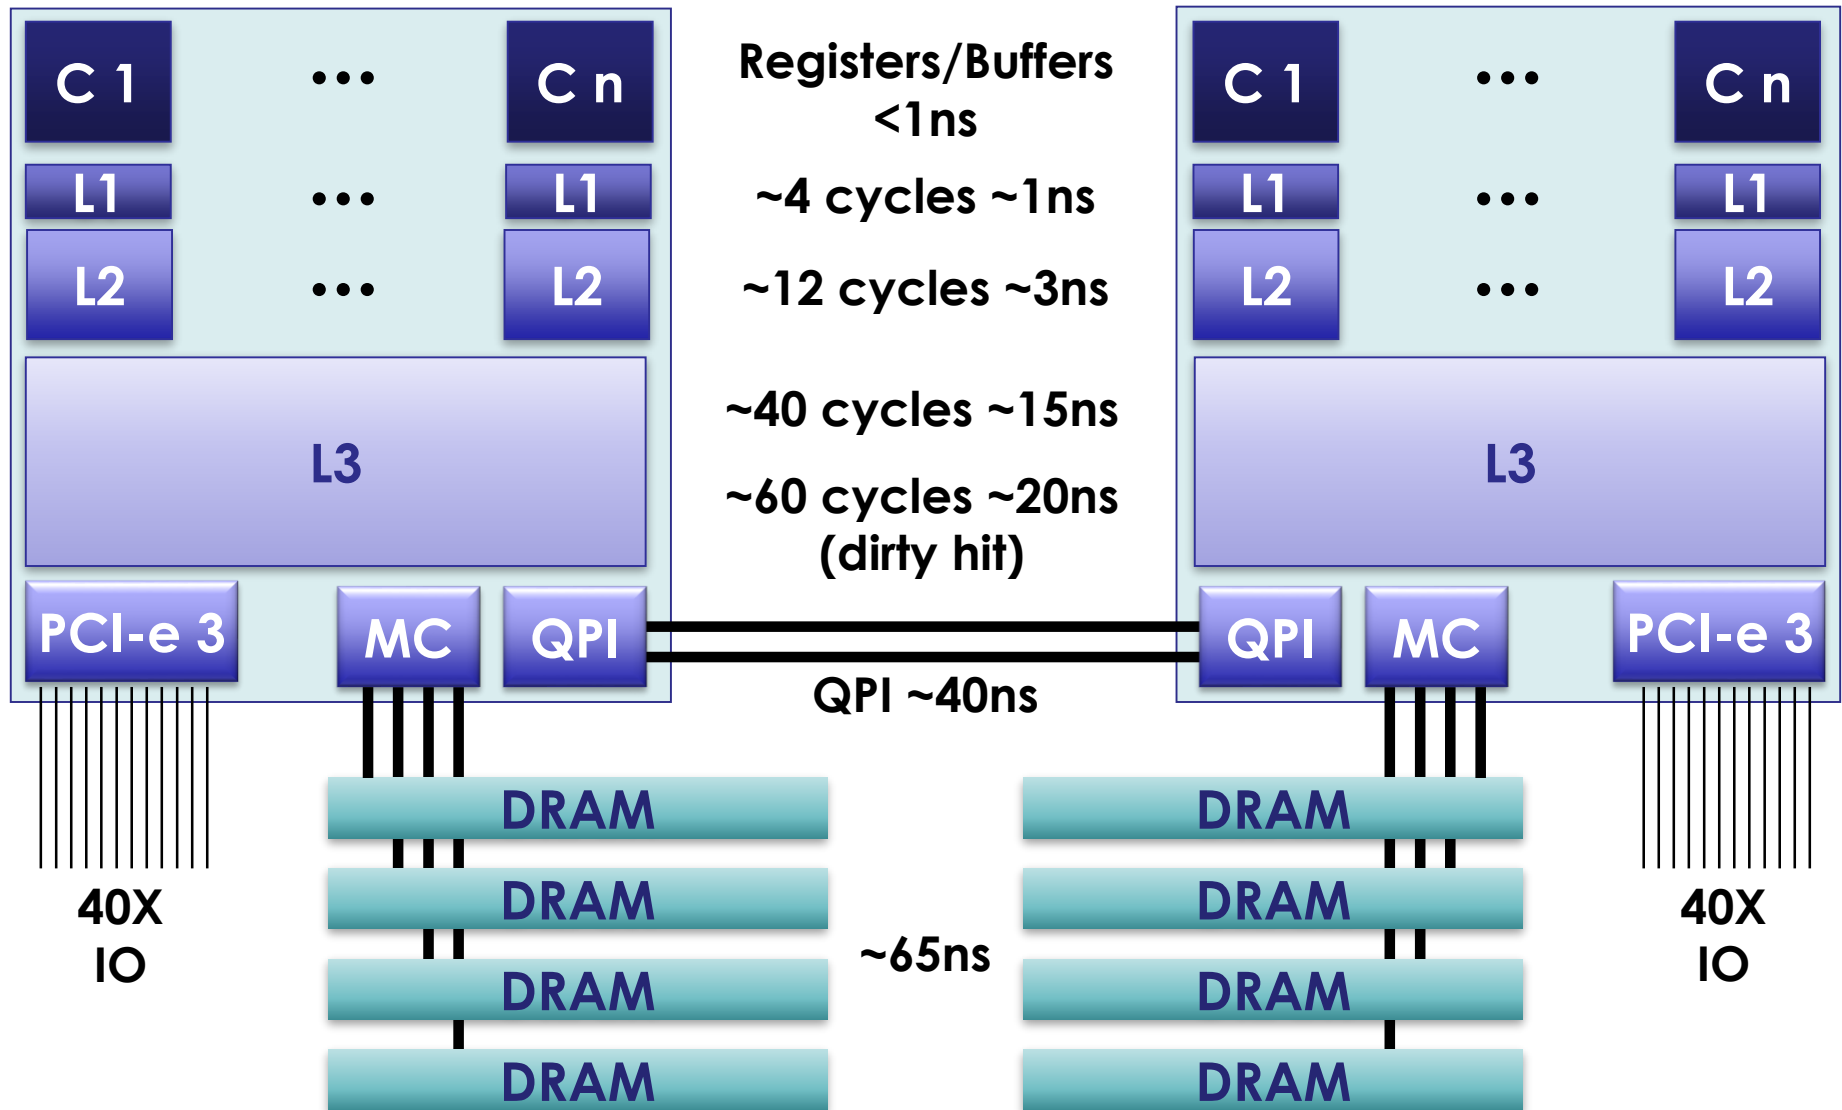 C 1
...
C n
Registers/Buffers
<1ns
C 1
...
C n
L1
...
L1
~4 cycles ~1ns
L1
...
L1
L2
...
L2
~12 cycles ~3ns
L2
...
L2
L3
~40 cycles ~15ns
~60 cycles ~20ns
(dirty hit)
L3
PCI-e 3
MC
QPI
QPI ~40ns
QPI
MC
PCI-e 3
40X
IO
DRAM
DRAM
DRAM
DRAM
~65ns
DRAM
DRAM
DRAM
DRAM
40X
IO